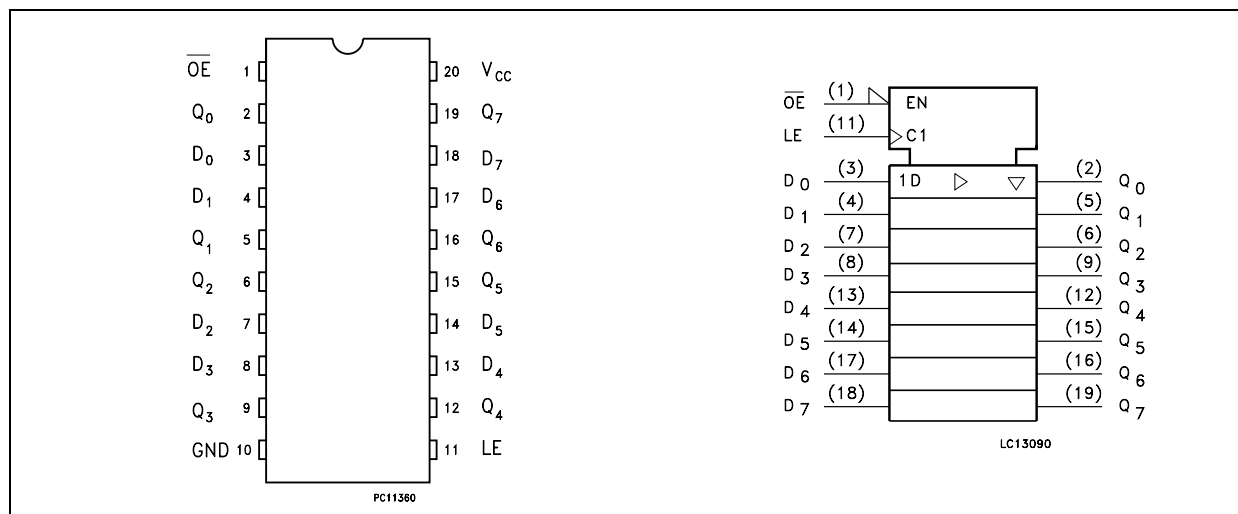 OE 1 20 VCC
Q0 2 19 Q7
D0 3 18 D7
D1 4 17 D6
Q1 5 16 Q6
Q2 6 15 Q5
D2 7 14 D5
D3 8 13 D4
Q3 9 12 Q4
GND 10 11 LE
PC11360
OE (1) EN
LE (11) C1
D0 (3) 1D (2) Q0
D1 (4) (5) Q1
D2 (7) (6) Q2
D3 (8) (9) Q3
D4 (13) (12) Q4
D5 (14) (15) Q5
D6 (17) (16) Q6
D7 (18) (19) Q7
LC13090